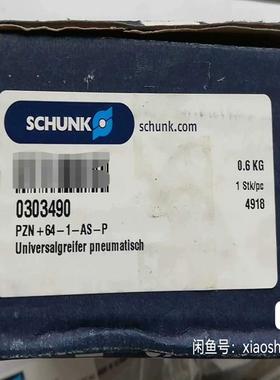 SCHUNK
schunk.com
0.6 KG
1 Stk/pc
0303490
4918
PZN+64-1-AS-P
Universalgreifer pneumatisch
闲鱼号: xiaosh